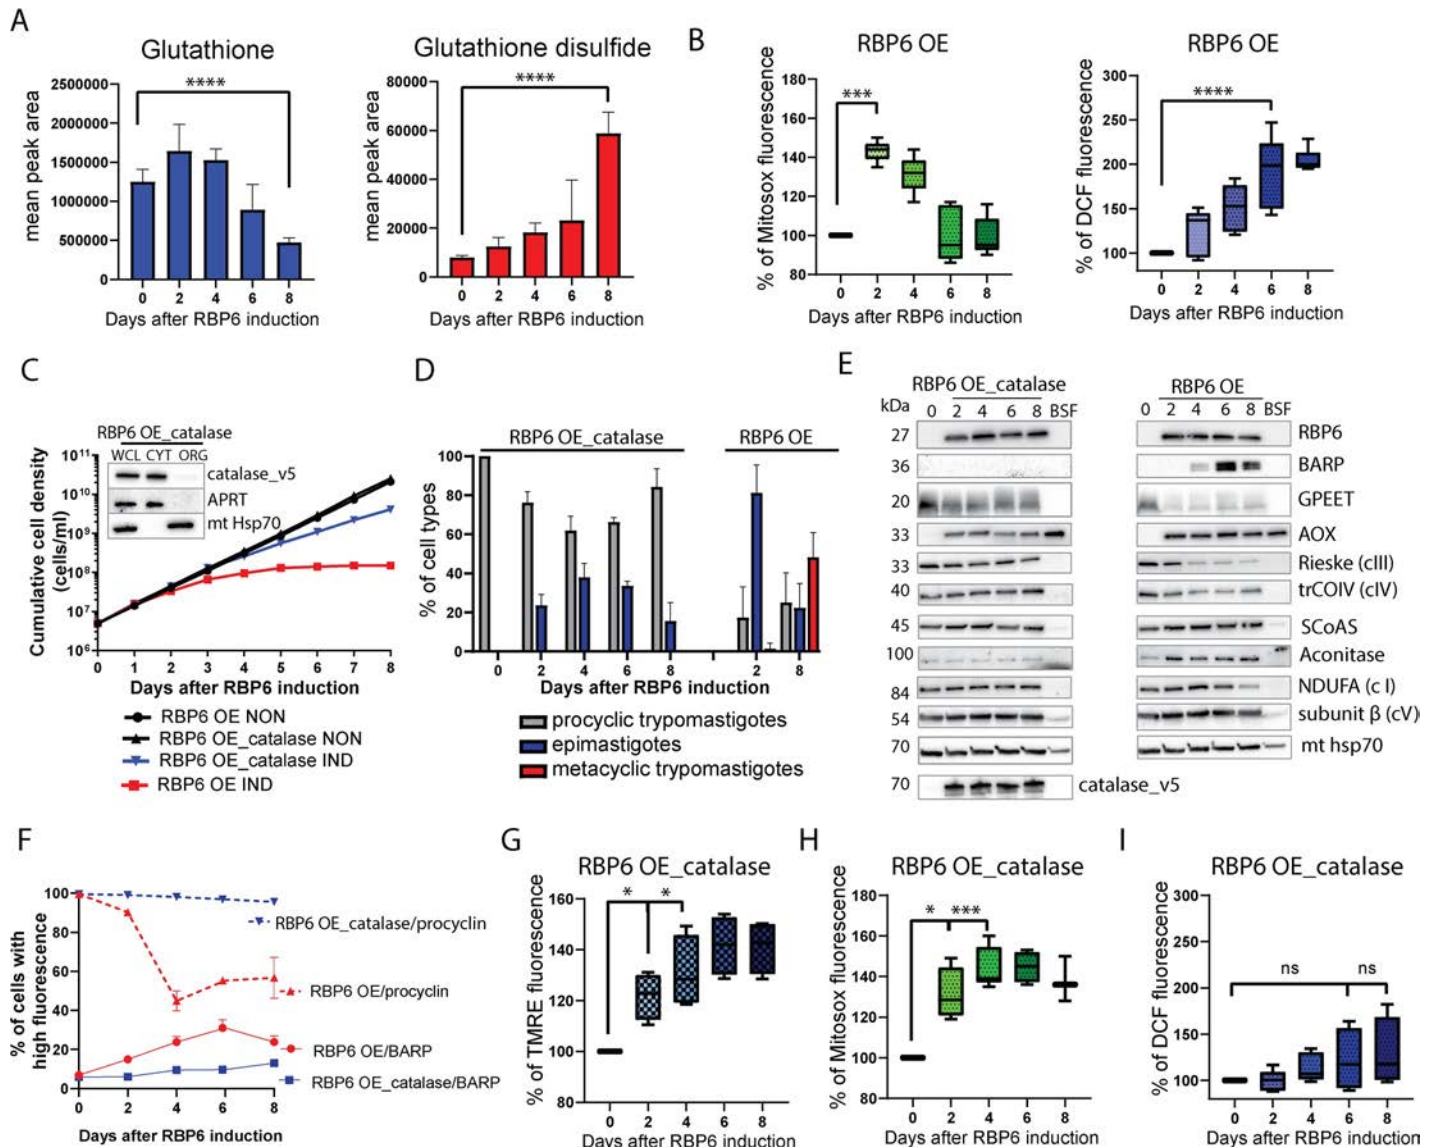 A
Glutathione
2500000
2000000
1500000
1000000
500000
0
mean peak area
****
0 2 4 6 8
Days after RBP6 induction
Glutathione disulfide
80000
60000
40000
20000
0
mean peak area
****
0 2 4 6 8
Days after RBP6 induction
B
RBP6 OE
180
160
140
120
100
80
% of Mitosox fluorescence
***
0 2 4 6 8
Days after RBP6 induction
RBP6 OE
300
250
200
150
100
% of DCF fluorescence
****
0 2 4 6 8
Days after RBP6 induction
C
RBP6 OE_catalase
WCL CYT ORG
catalase_v5
APRT
mt Hsp70
10^11
10^10
10^9
10^8
10^7
10^6
Cumulative cell density
(cells/ml)
0 1 2 3 4 5 6 7 8
Days after RBP6 induction
RBP6 OE NON
RBP6 OE_catalase NON
RBP6 OE_catalase IND
RBP6 OE IND
D
RBP6 OE_catalase
RBP6 OE
100
80
60
40
20
0
% of cell types
0 2 4 6 8 2 8
Days after RBP6 induction
procyclic trypomastigotes
epimastigotes
metacyclic trypomastigotes
E
RBP6 OE_catalase
RBP6 OE
kDa 0 2 4 6 8 BSF
0 2 4 6 8 BSF
27 RBP6
36 BARP
20 GPEET
33 AOX
33 Rieske (cIII)
40 trCOIV (cIV)
45 SCoAS
100 Aconitase
84 NDUFA (c I)
54 subunit β (cV)
70 mt hsp70
70 catalase_v5
F
100
80
60
40
20
0
% of cells with
high fluorescence
RBP6 OE_catalase/procyclin
RBP6 OE/procyclin
RBP6 OE/BARP
RBP6 OE_catalase/BARP
0 2 4 6 8
Days after RBP6 induction
G
RBP6 OE_catalase
160
140
120
100
80
% of TMRE fluorescence
* *
0 2 4 6 8
Days after RBP6 induction
H
RBP6 OE_catalase
180
160
140
120
100
80
% of Mitosox fluorescence
* ***
0 2 4 6 8
Days after RBP6 induction
I
RBP6 OE_catalase
300
250
200
150
100
% of DCF fluorescence
ns ns
0 2 4 6 8
Days after RBP6 induction